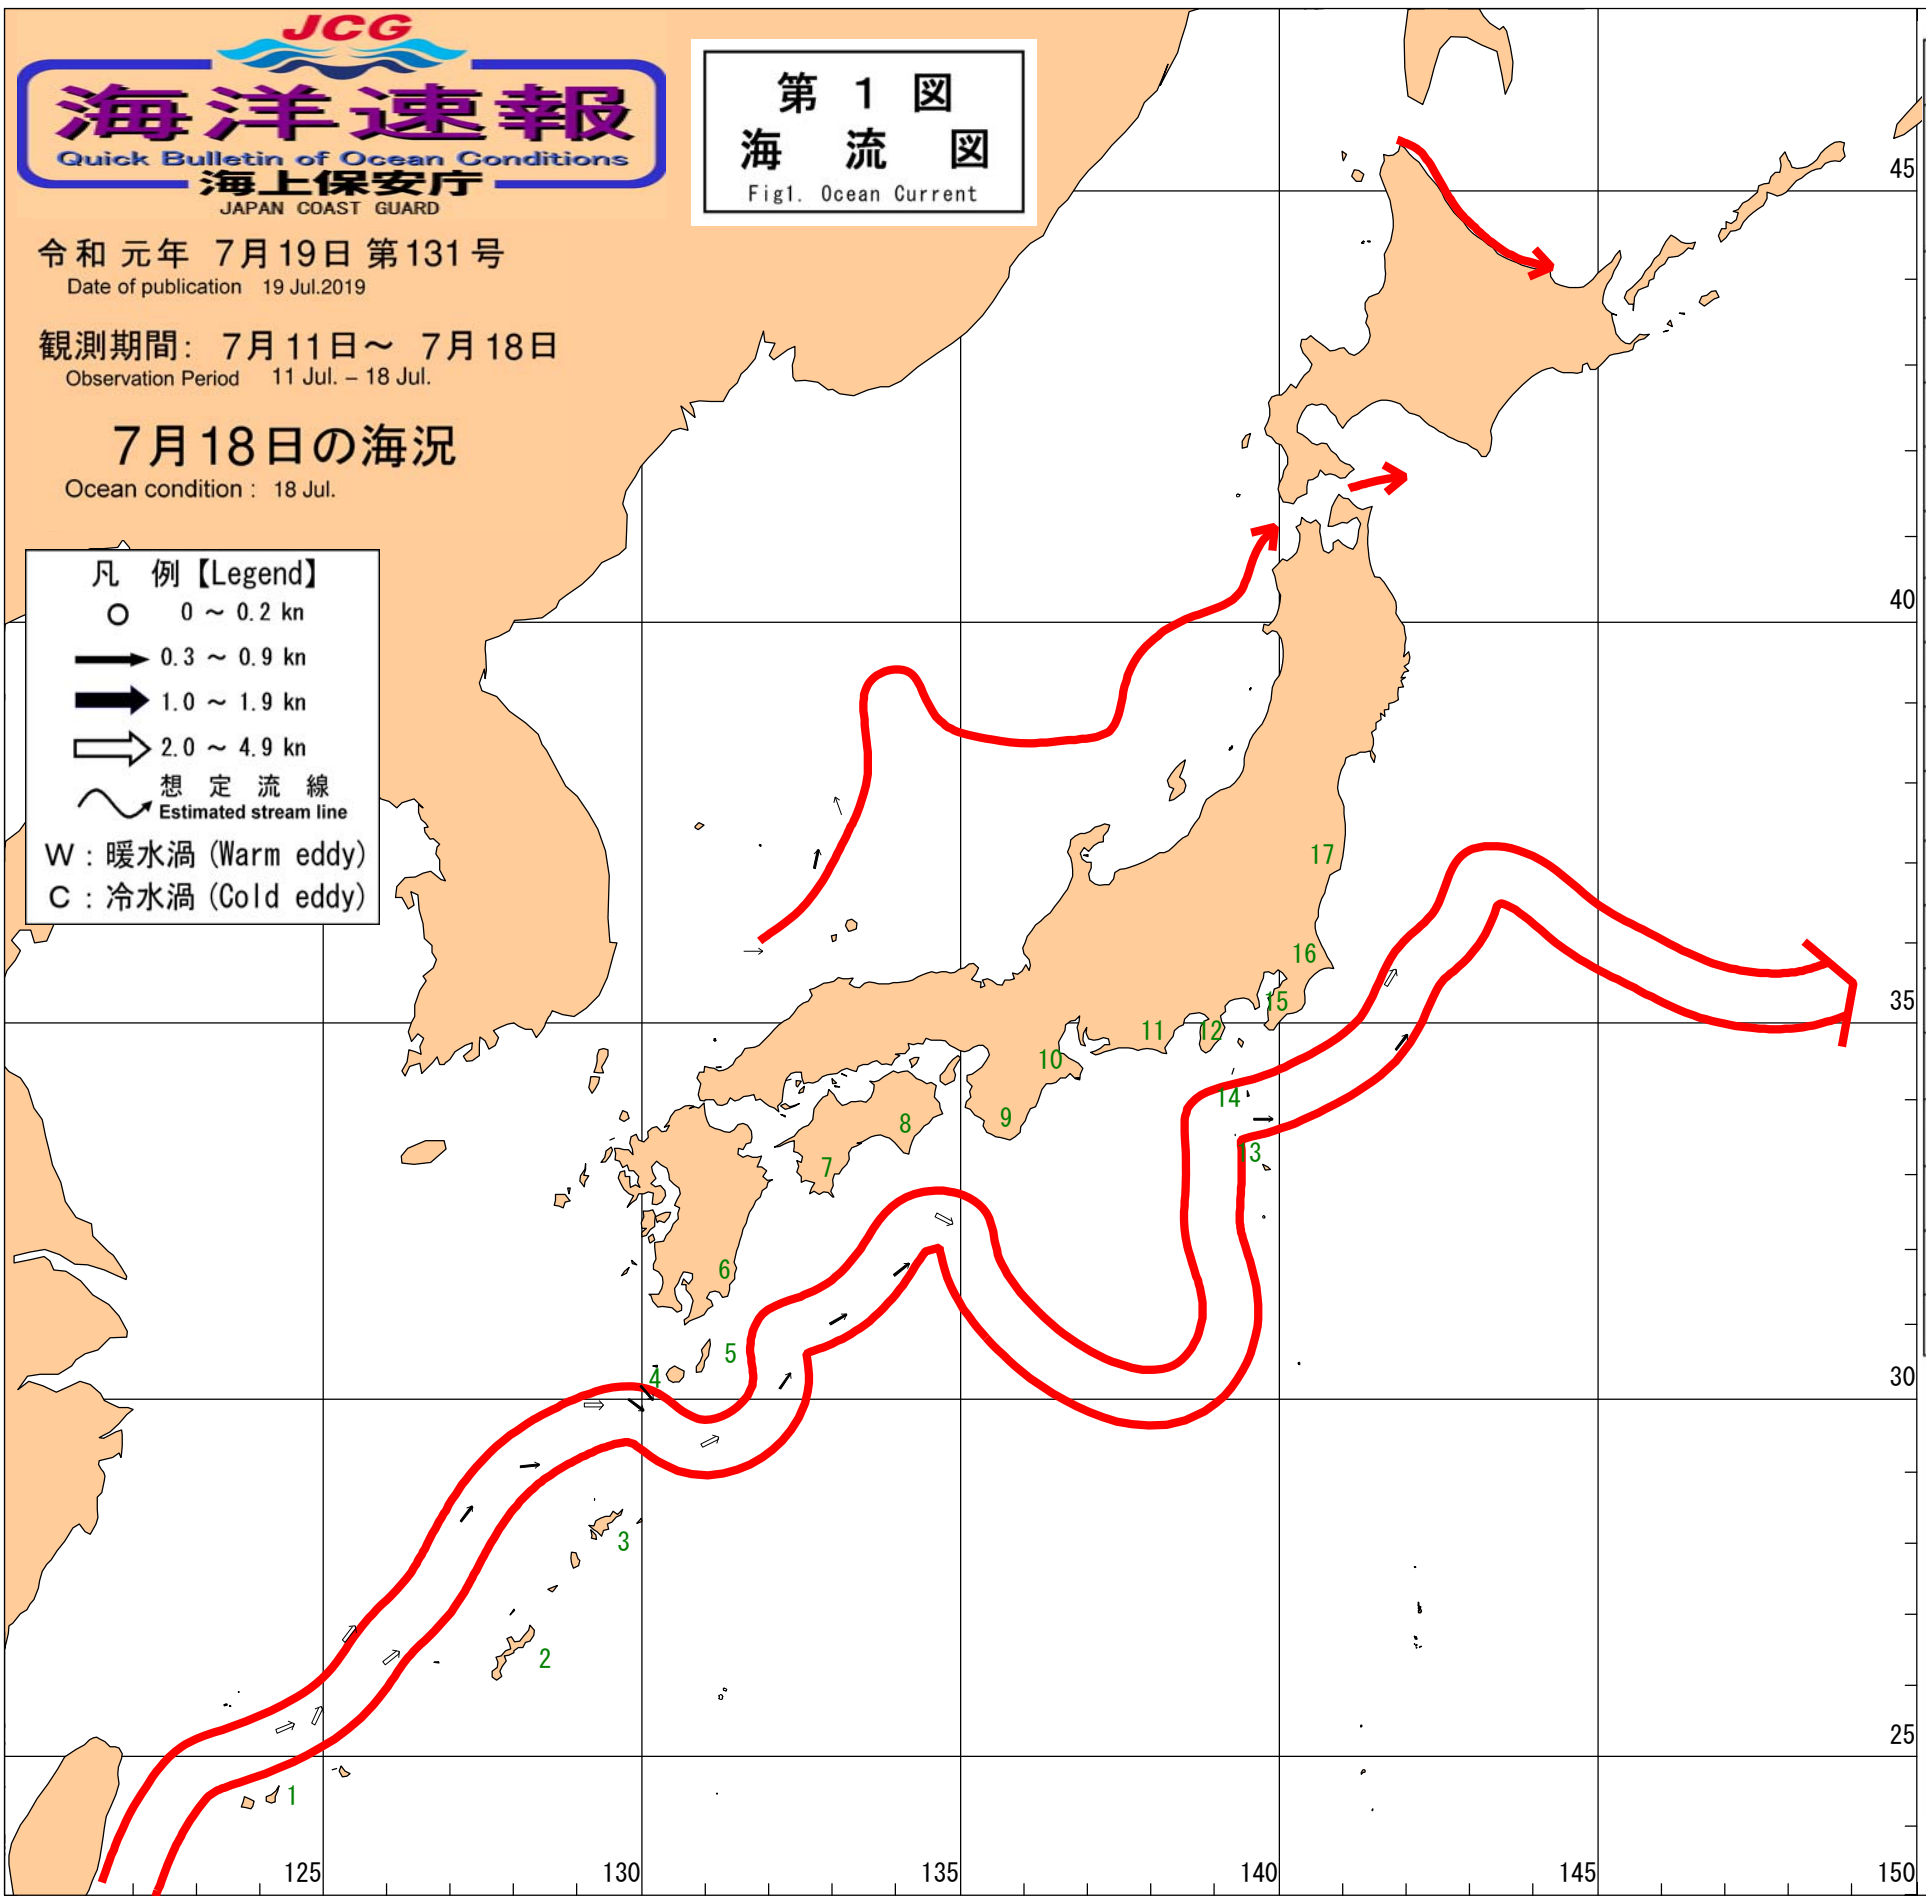 JCG
海洋速報
Quick Bulletin of Ocean Conditions
海上保安庁
JAPAN COAST GUARD
令和 元年 7月19日 第131号
Date of publication 19 Jul.2019
観測期間: 7月11日～ 7月18日
Observation Period 11 Jul. – 18 Jul.
7月18日の海況
Ocean condition : 18 Jul.
第 1 図
海 流 図
Fig1. Ocean Current
凡 例【Legend】
0 ～ 0.2 kn
0.3 ～ 0.9 kn
1.0 ～ 1.9 kn
2.0 ～ 4.9 kn
想 定 流 線
Estimated stream line
W : 暖水渦 (Warm eddy)
C : 冷水渦 (Cold eddy)
45
40
17
16
35
15
12
11
10
14
9
8
13
7
6
5
4
30
3
2
25
1
125
130
135
140
145
150